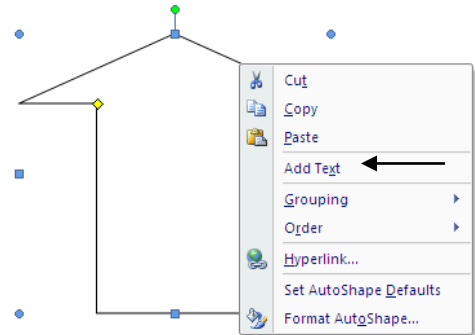 Cut
Copy
Paste
Add Text
Grouping
Order
Hyperlink...
Set AutoShape Defaults
Format AutoShape...